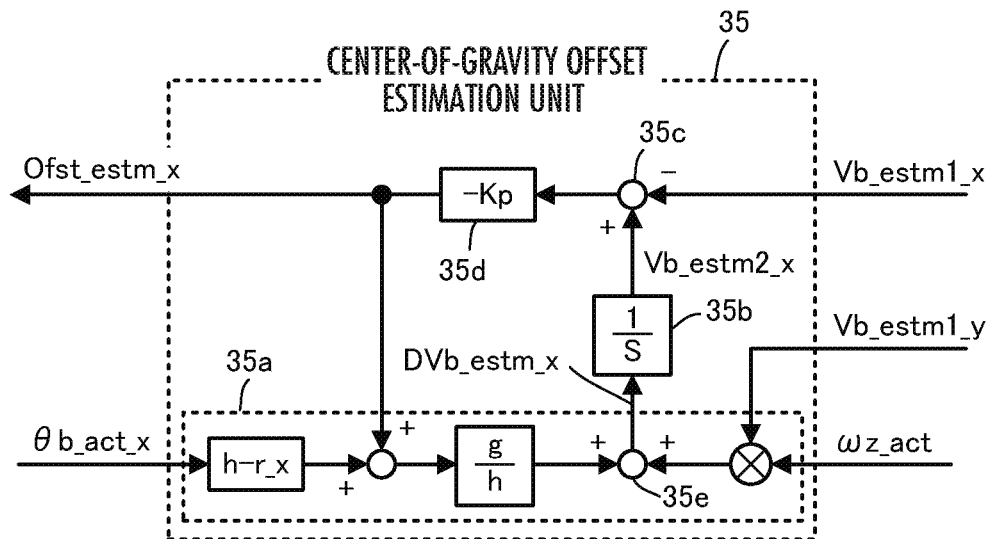 35
CENTER-OF-GRAVITY OFFSET
ESTIMATION UNIT
35c
Ofst_estm_x
-Kp
−
Vb_estm1_x
+
35d
Vb_estm2_x
1
S
35b
Vb_estm1_y
DVb_estm_x
35a
θb_act_x
h-r_x
+
+
g
h
+
+
35e
ωz_act